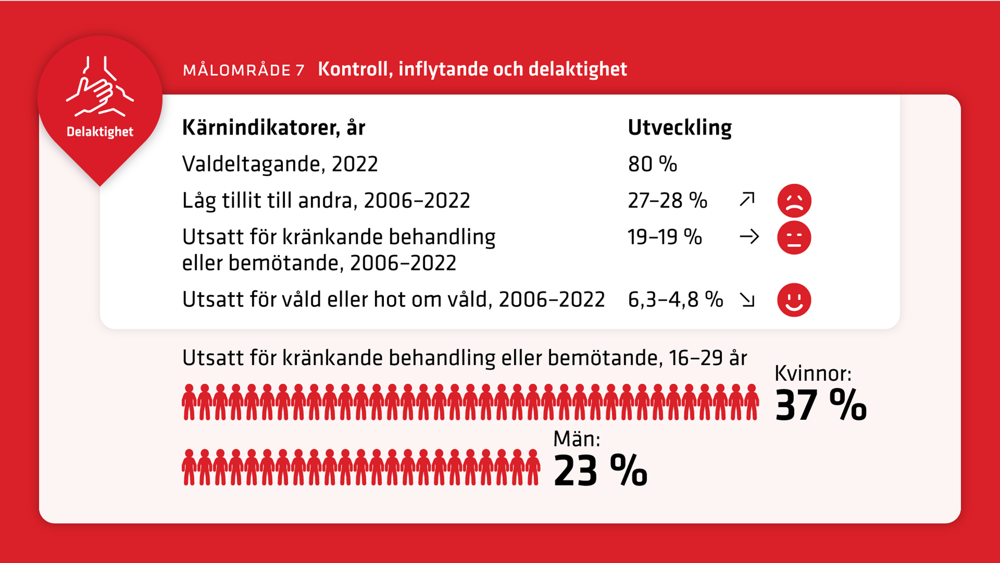 Delaktighet
MÅLOMRÅDE 7 Kontroll, inflytande och delaktighet
Kärnindikatorer, år Utveckling
Valdeltagande, 2022 80 %
Låg tillit till andra, 2006–2022 27–28 %
Utsatt för kränkande behandling 19–19 %
eller bemötande, 2006–2022
Utsatt för våld eller hot om våld, 2006–2022 6,3–4,8 %
Utsatt för kränkande behandling eller bemötande, 16–29 år
Kvinnor:
37 %
Män:
23 %